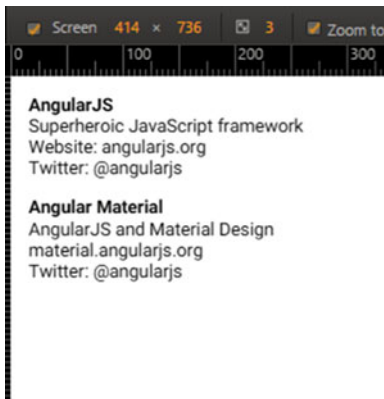 Screen 414 × 736 3 Zoom to
0 100 200 300
AngularJS
Superheroic JavaScript framework
Website: angularjs.org
Twitter: @angularjs
Angular Material
AngularJS and Material Design
material.angularjs.org
Twitter: @angularjs